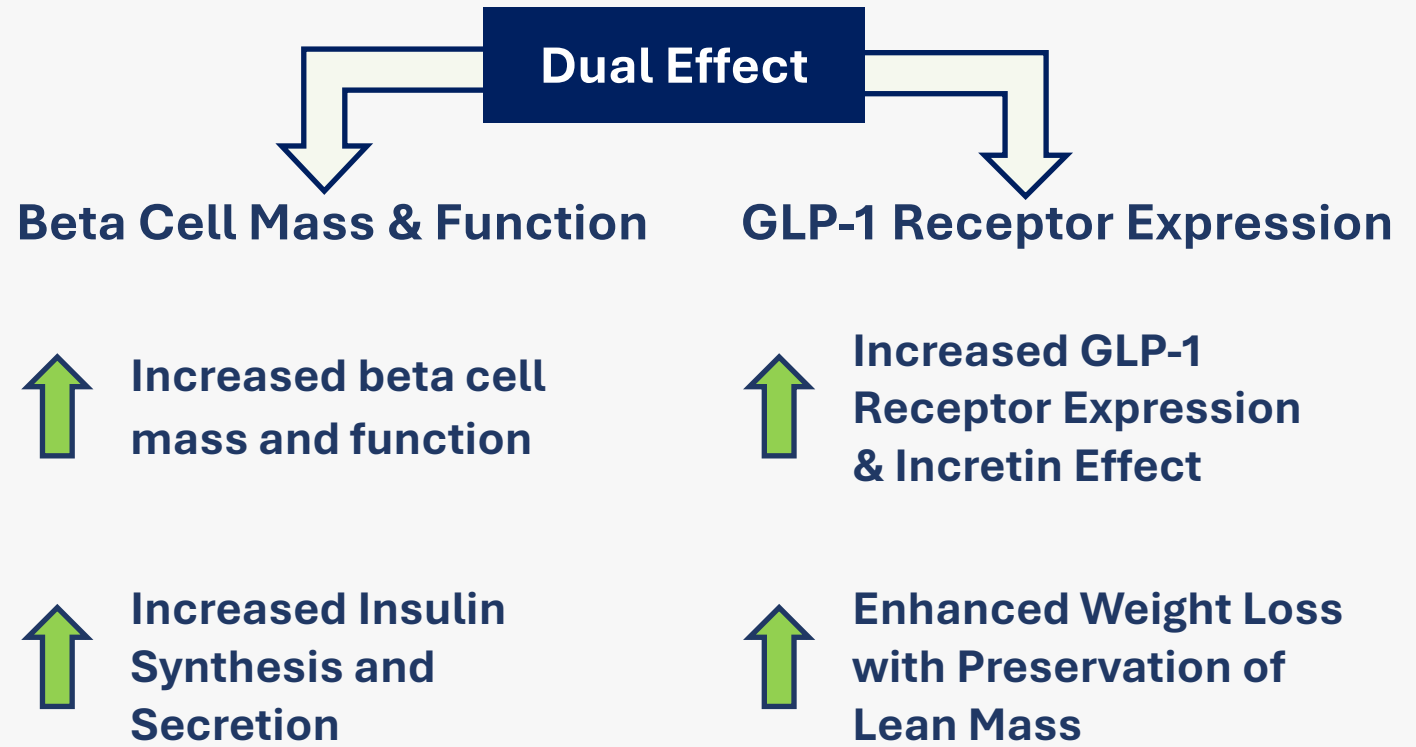 Dual Effect
Beta Cell Mass & Function
GLP-1 Receptor Expression
Increased beta cell
mass and function
Increased GLP-1
Receptor Expression
& Incretin Effect
Increased Insulin
Synthesis and
Secretion
Enhanced Weight Loss
with Preservation of
Lean Mass